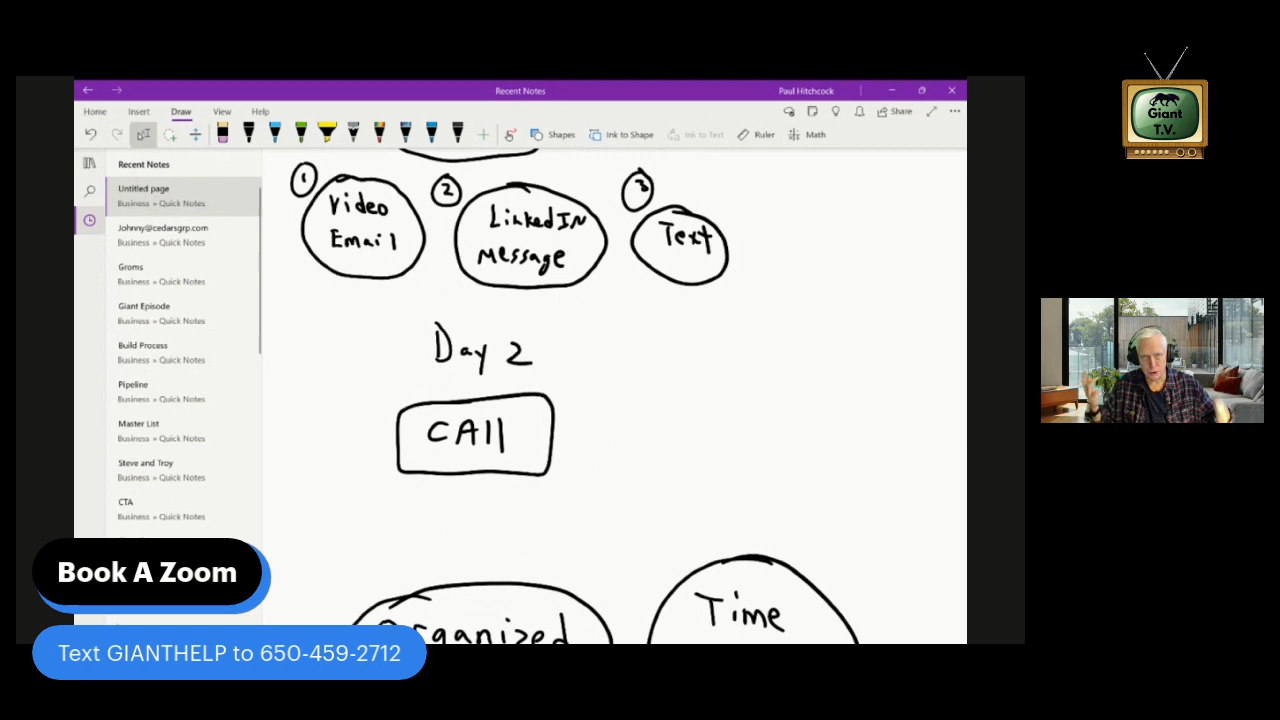 Recent Notes
Paul Hitchcock
Home Insert Draw View Help
Share
Shapes Ink to Shape Ink to Text Ruler Math
Recent Notes
Untitled page
Business » Quick Notes
Johnny@cedarsgrp.com
Business » Quick Notes
Groms
Business » Quick Notes
Giant Episode
Business » Quick Notes
Build Process
Business » Quick Notes
Pipeline
Business » Quick Notes
Master List
Business » Quick Notes
Steve and Troy
Business » Quick Notes
CTA
Business » Quick Notes
1
Video
Email
2
LinkedIN
Message
3
Text
Day 2
CAll
Organized
Time
Giant
T.V.
Book A Zoom
Text GIANTHELP to 650-459-2712